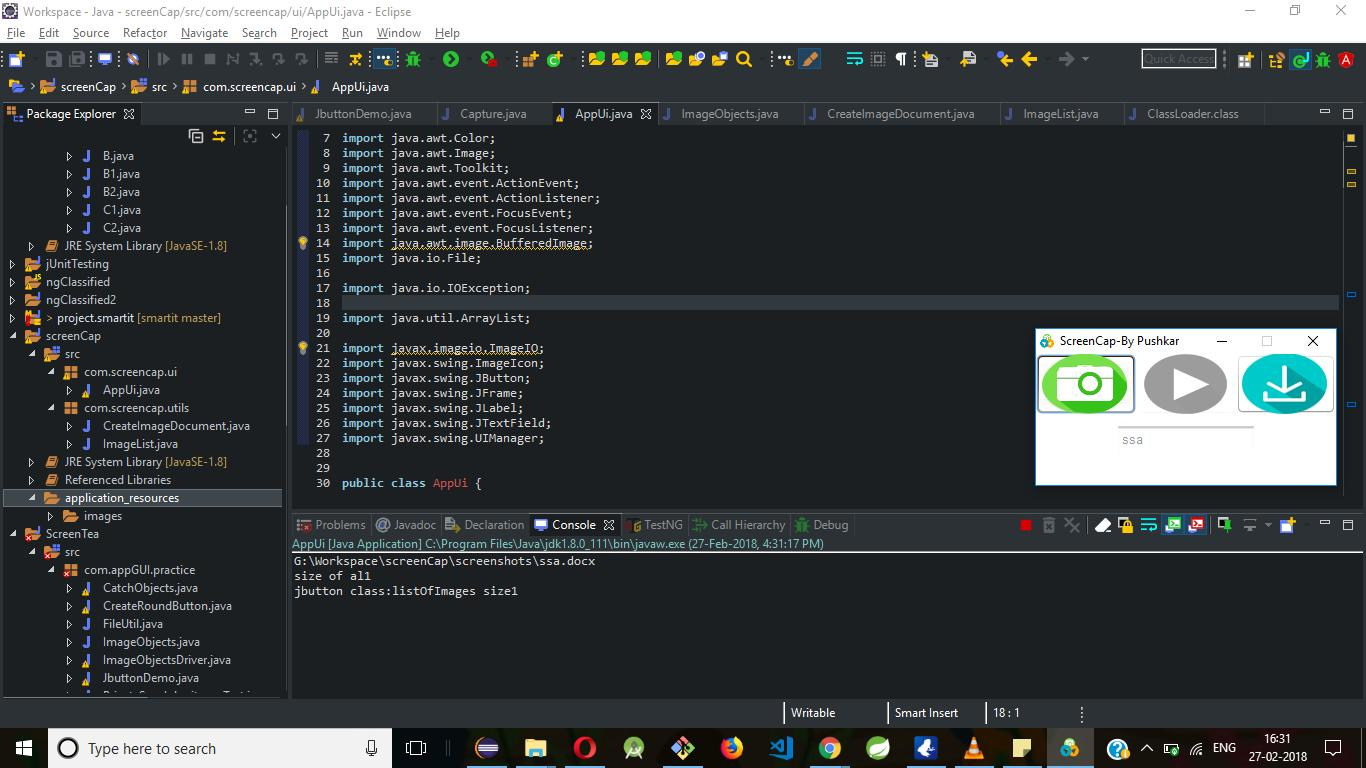 Workspace - Java - screenCap/src/com/screencap/ui/AppUi.java - Eclipse
File Edit Source Refactor Navigate Search Project Run Window Help
Quick Access
screenCap src com.screencap.ui AppUi.java
Package Explorer
JbuttonDemo.java Capture.java AppUi.java ImageObjects.java CreateImageDocument.java ImageList.java ClassLoader.class
B.java
B1.java
B2.java
C1.java
C2.java
JRE System Library [JavaSE-1.8]
jUnitTesting
ngClassified
ngClassified2
> project.smartit [smartit master]
screenCap
src
com.screencap.ui
AppUi.java
com.screencap.utils
CreateImageDocument.java
ImageList.java
JRE System Library [JavaSE-1.8]
Referenced Libraries
application_resources
images
ScreenTea
src
com.appGUI.practice
CatchObjects.java
CreateRoundButton.java
FileUtil.java
ImageObjects.java
ImageObjectsDriver.java
JbuttonDemo.java
7 import java.awt.Color;
8 import java.awt.Image;
9 import java.awt.Toolkit;
10 import java.awt.event.ActionEvent;
11 import java.awt.event.ActionListener;
12 import java.awt.event.FocusEvent;
13 import java.awt.event.FocusListener;
14 import java.awt.image.BufferedImage;
15 import java.io.File;
16
17 import java.io.IOException;
18
19 import java.util.ArrayList;
20
21 import javax.imageio.ImageIO;
22 import javax.swing.ImageIcon;
23 import javax.swing.JButton;
24 import javax.swing.JFrame;
25 import javax.swing.JLabel;
26 import javax.swing.JTextField;
27 import javax.swing.UIManager;
28
29
30 public class AppUi {
ScreenCap-By Pushkar
ssa
Problems Javadoc Declaration Console TestNG Call Hierarchy Debug
AppUi [Java Application] C:\Program Files\Java\jdk1.8.0_111\bin\javaw.exe (27-Feb-2018, 4:31:17 PM)
G:\Workspace\screenCap\screenshots\ssa.docx
size of al1
jbutton class:listOfImages size1
Writable Smart Insert 18 : 1
Type here to search
ENG
16:31
27-02-2018